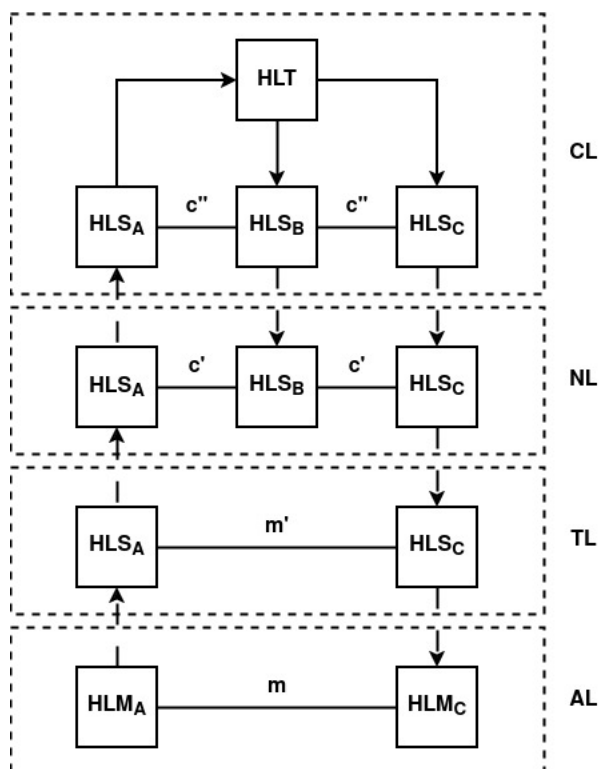 HLT
CL
c" c"
HLSA HLSB HLSC
c' c'
HLSA HLSB HLSC NL
m'
HLSA HLSC TL
m
HLMA HLMC AL